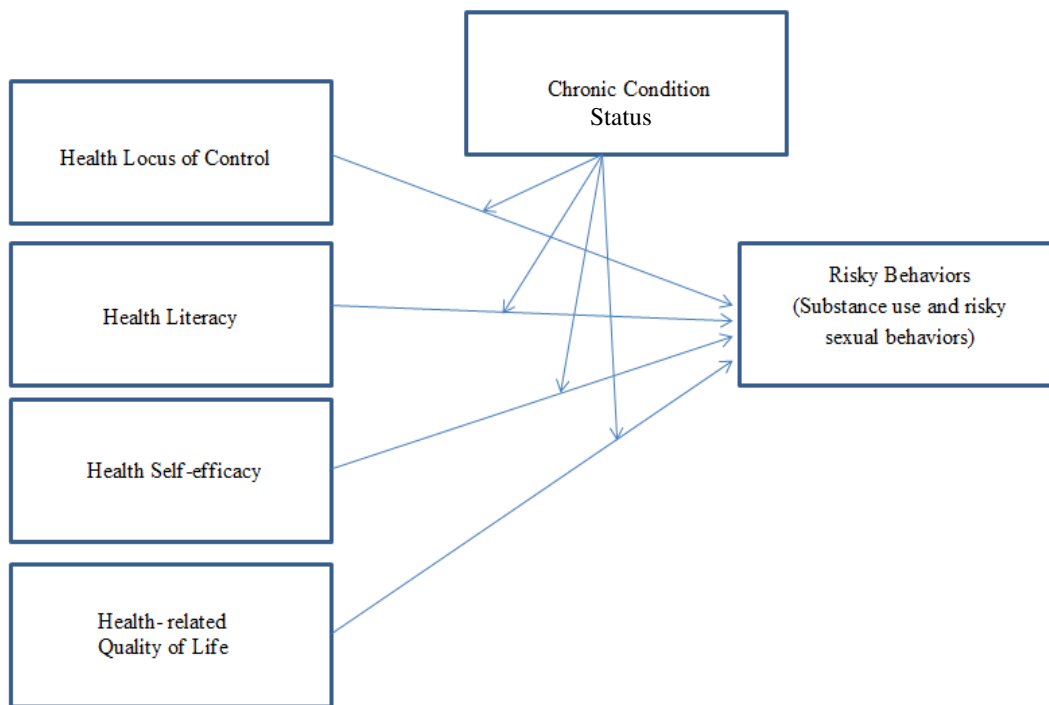 Chronic Condition
Status
Health Locus of Control
Health Literacy
Risky Behaviors
(Substance use and risky
sexual behaviors)
Health Self-efficacy
Health- related
Quality of Life